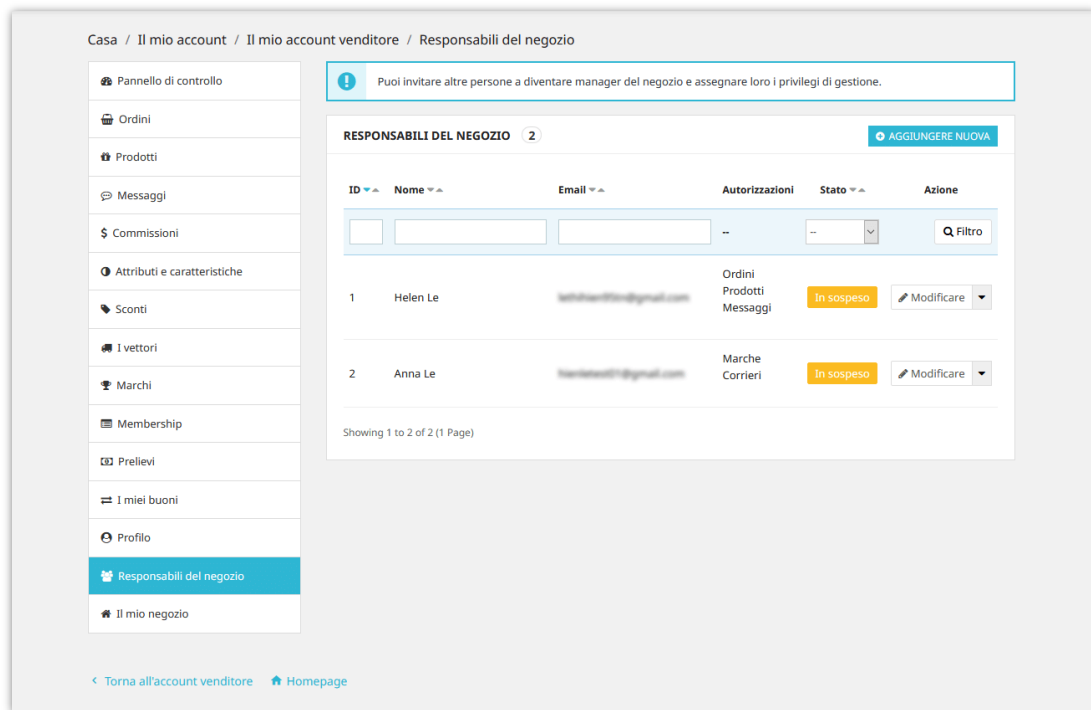 Casa / Il mio account / Il mio account venditore / Responsabili del negozio
Pannello di controllo
Ordini
Prodotti
Messaggi
Commissioni
Attributi e caratteristiche
Sconti
I vettori
Marchi
Membership
Prelievi
I miei buoni
Profilo
Responsabili del negozio
Il mio negozio
Puoi invitare altre persone a diventare manager del negozio e assegnare loro i privilegi di gestione.
RESPONSABILI DEL NEGOZIO 2
AGGIUNGERE NUOVA
ID Nome Email Autorizzazioni Stato Azione
-- -- Filtro
1 Helen Le Ordini Prodotti Messaggi In sospeso Modificare
2 Anna Le Marche Corrieri In sospeso Modificare
Showing 1 to 2 of 2 (1 Page)
Torna all'account venditore Homepage